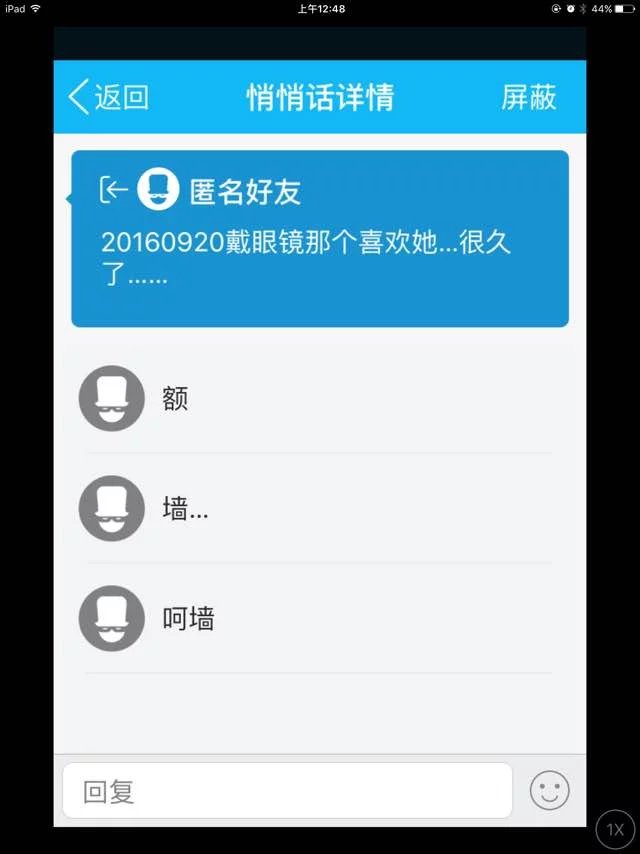 iPad 上午12:48 44%
返回 悄悄话详情 屏蔽
匿名好友
20160920戴眼镜那个喜欢她...很久
了......
额
墙...
呵墙
回复
1X